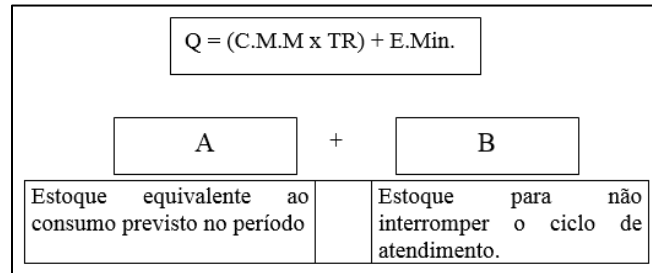 Q = (C.M.M x TR) + E.Min.
A + B
Estoque equivalente ao
consumo previsto no período
Estoque para não
interromper o ciclo de
atendimento.